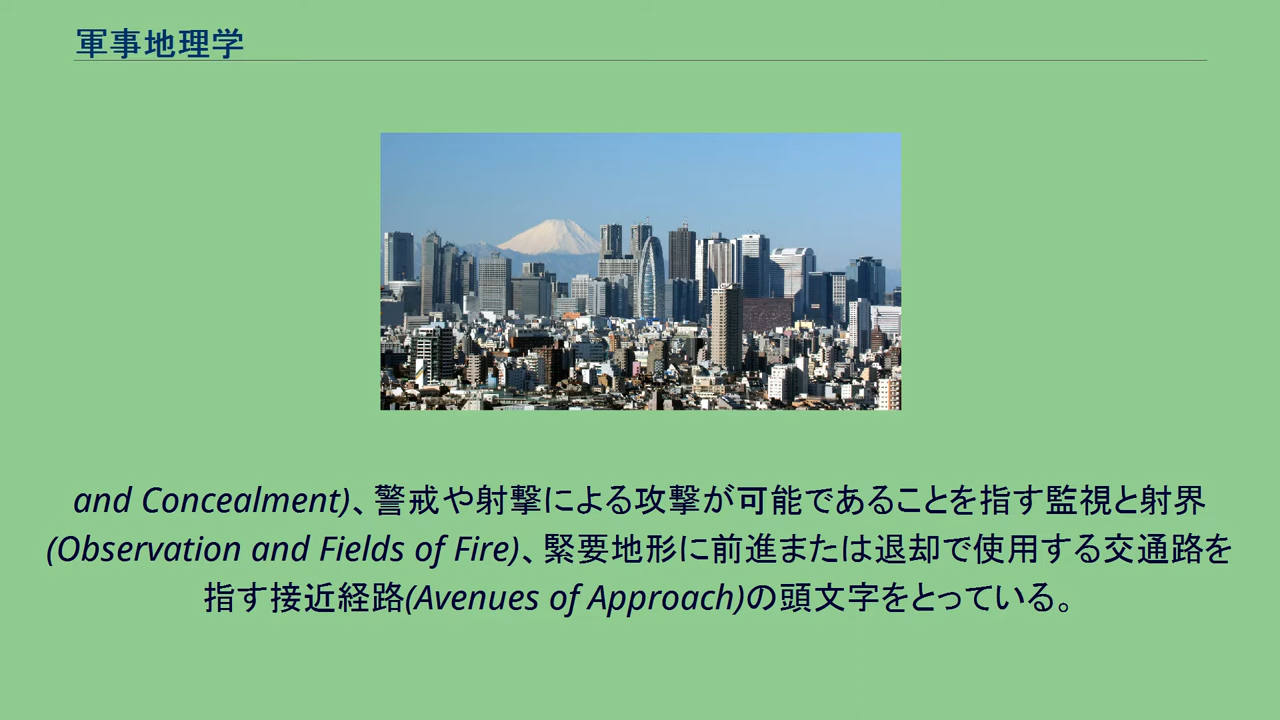 軍事地理学
and Concealment)、警戒や射撃による攻撃が可能であることを指す監視と射界
(Observation and Fields of Fire)、緊要地形に前進または退却で使用する交通路を
指す接近経路(Avenues of Approach)の頭文字をとっている。